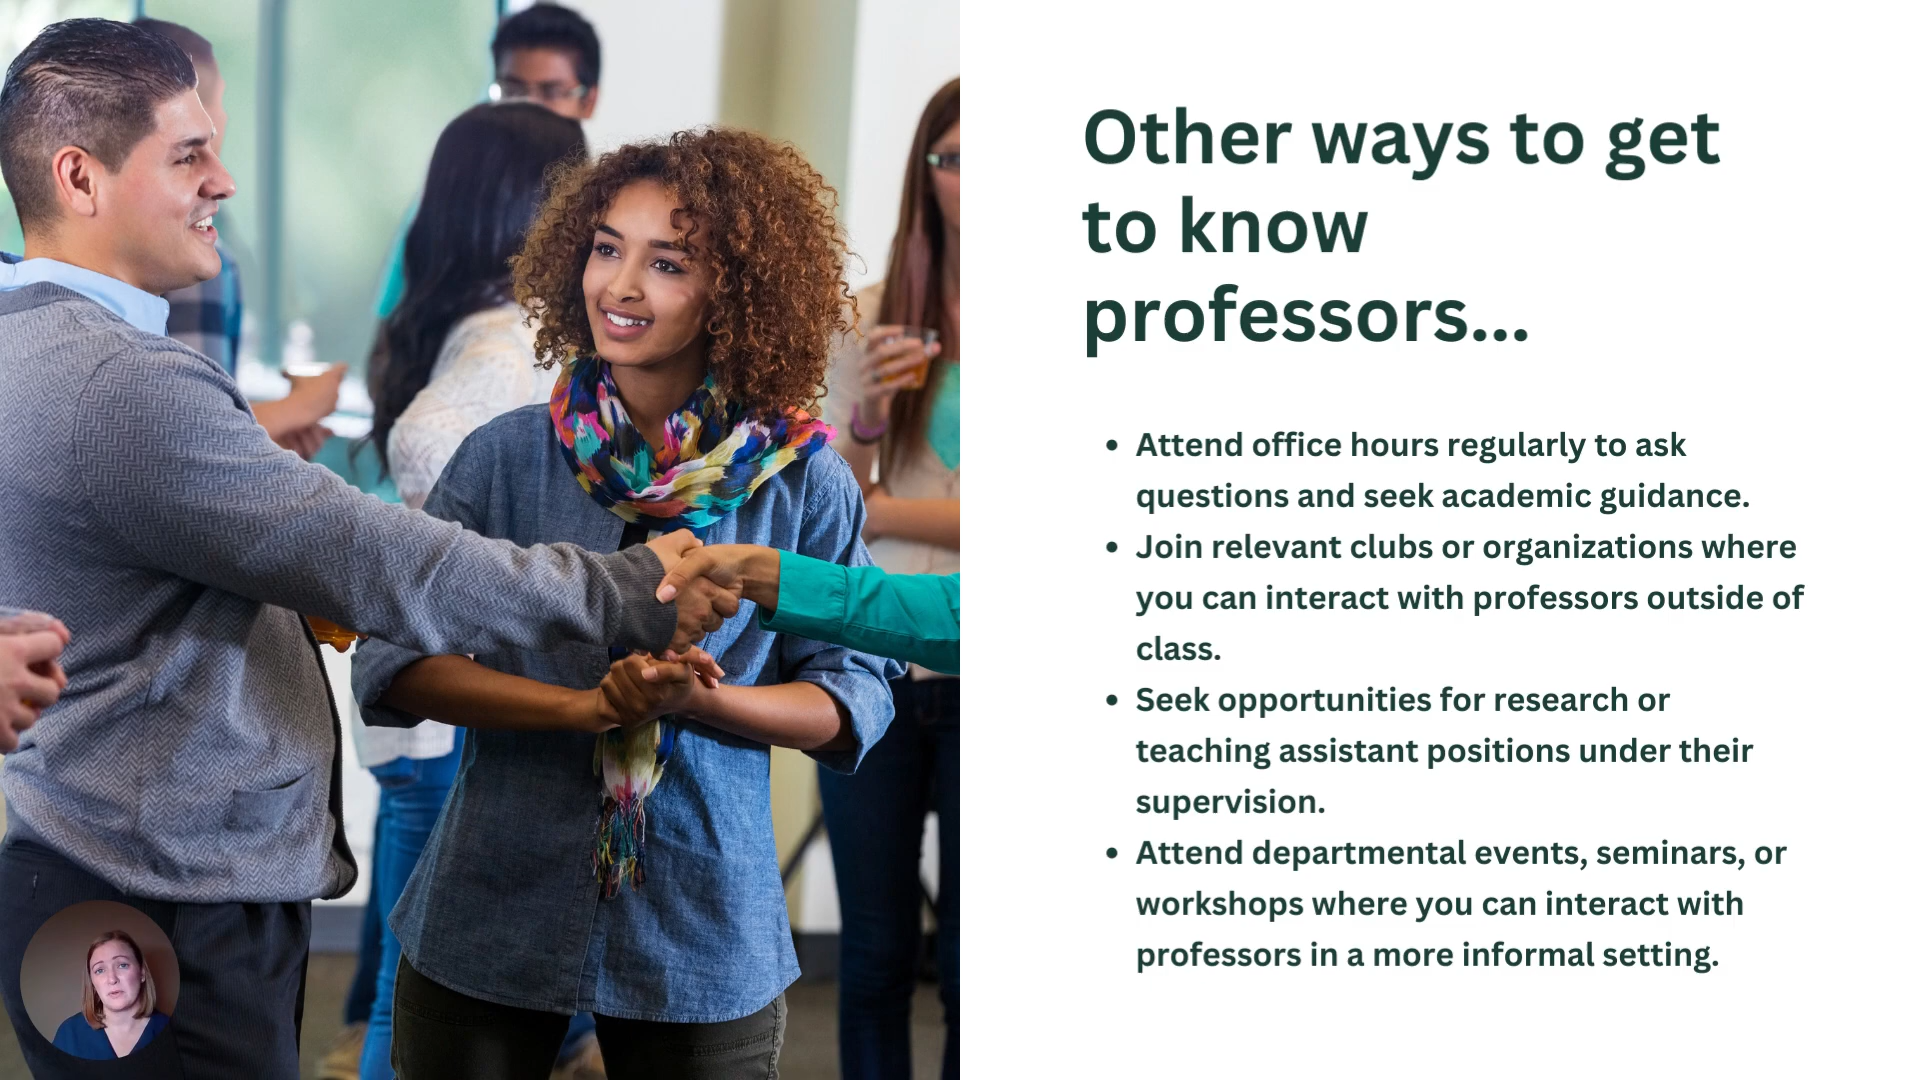 Other ways to get
to know
professors...
• Attend office hours regularly to ask
questions and seek academic guidance.
• Join relevant clubs or organizations where
you can interact with professors outside of
class.
• Seek opportunities for research or
teaching assistant positions under their
supervision.
• Attend departmental events, seminars, or
workshops where you can interact with
professors in a more informal setting.